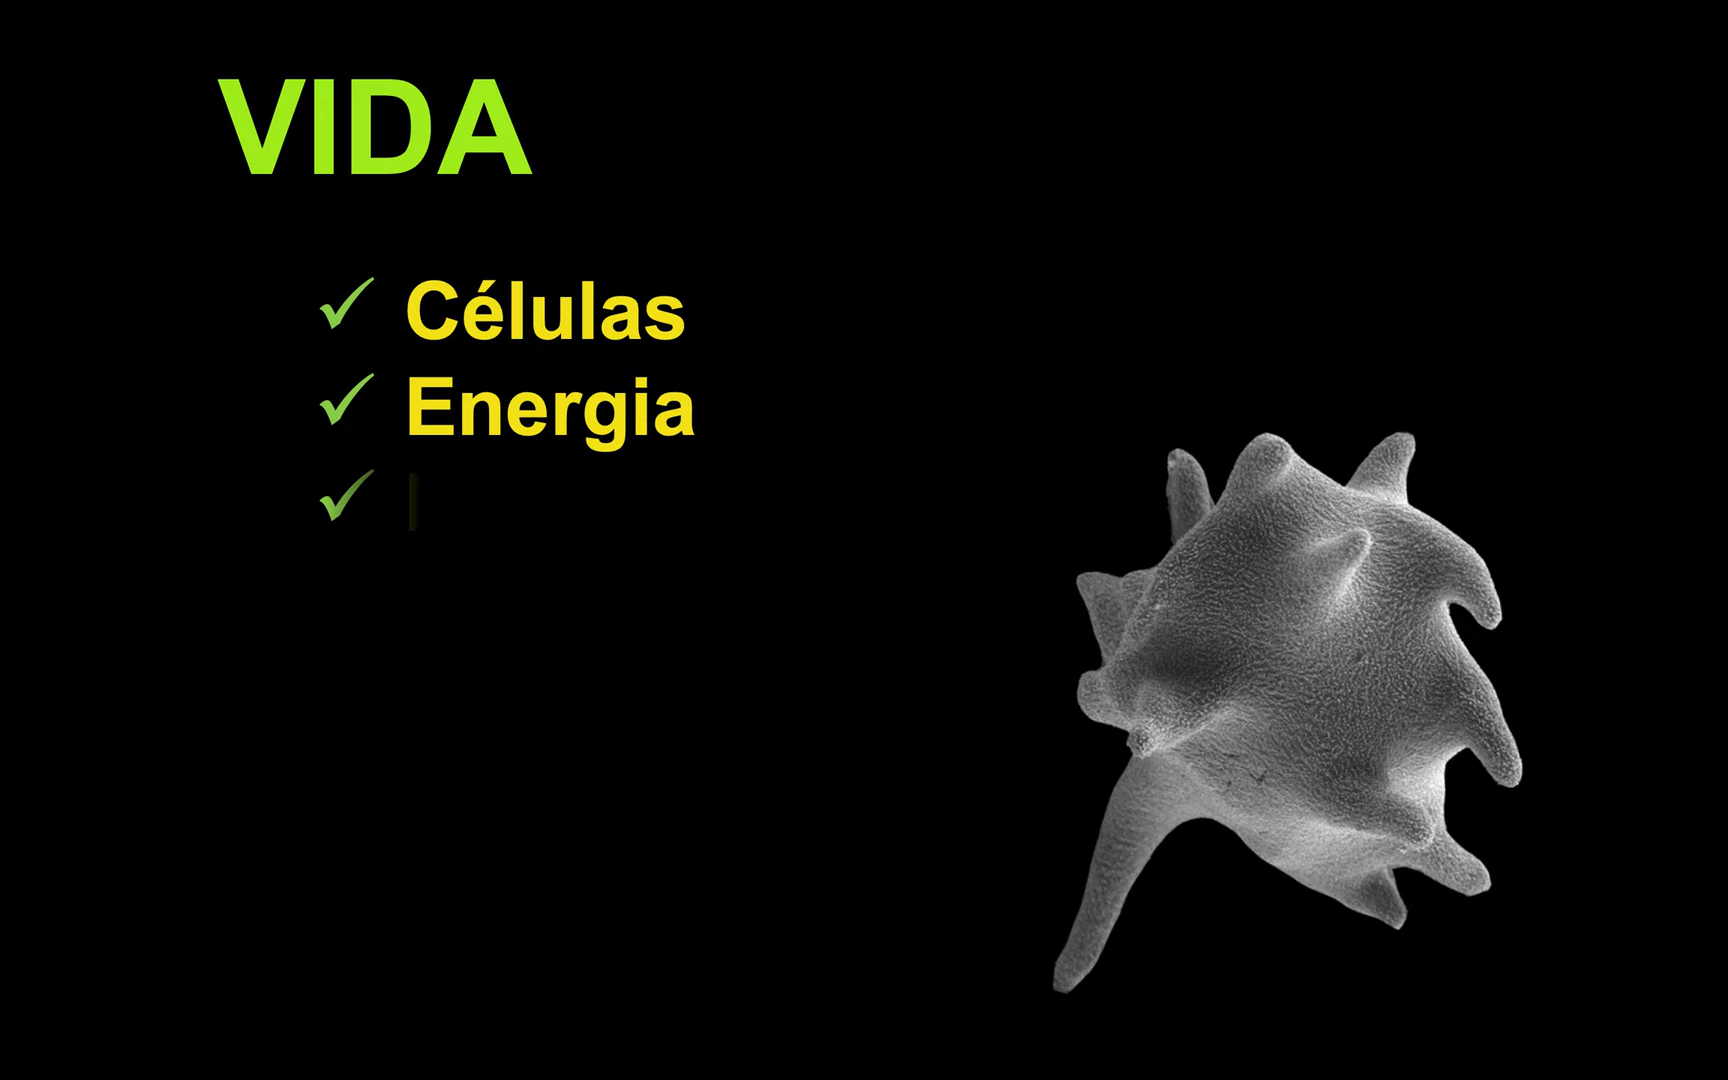 VIDA
✓ Células
✓ Energia
✓